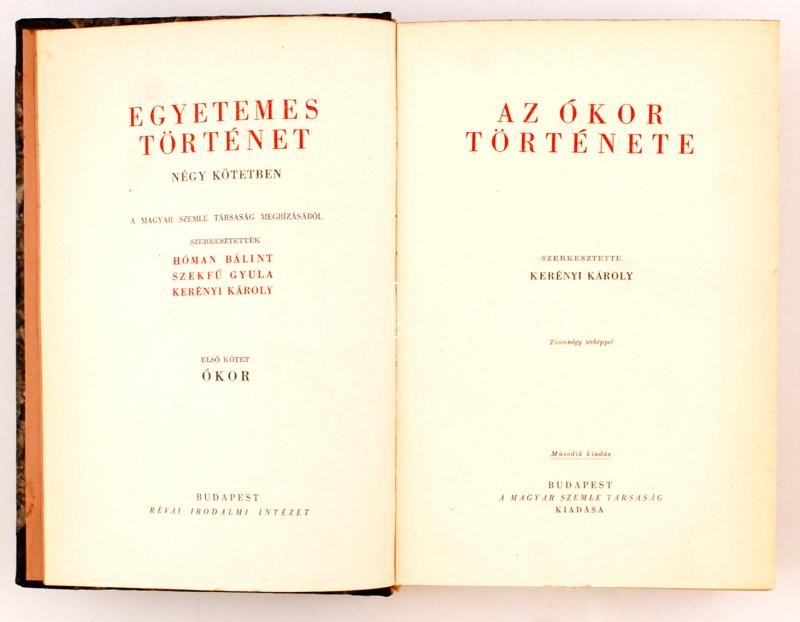 EGYETEMES
TÖRTÉNET
NÉGY KÖTETBEN
A MAGYAR SZEMLE TÁRSASÁG MEGBÍZÁSÁBÓL
SZERKESZTETTÉK
HÓMAN BÁLINT
SZEKFŰ GYULA
KERÉNYI KÁROLY
ELSŐ KÖTET
ÓKOR
BUDAPEST
RÉVAI IRODALMI INTÉZET
AZ ÓKOR
TÖRTÉNETE
SZERKESZTETTE
KERÉNYI KÁROLY
Tizennégy térképpel
Második kiadás
BUDAPEST
A MAGYAR SZEMLE TÁRSASÁG
KIADÁSA